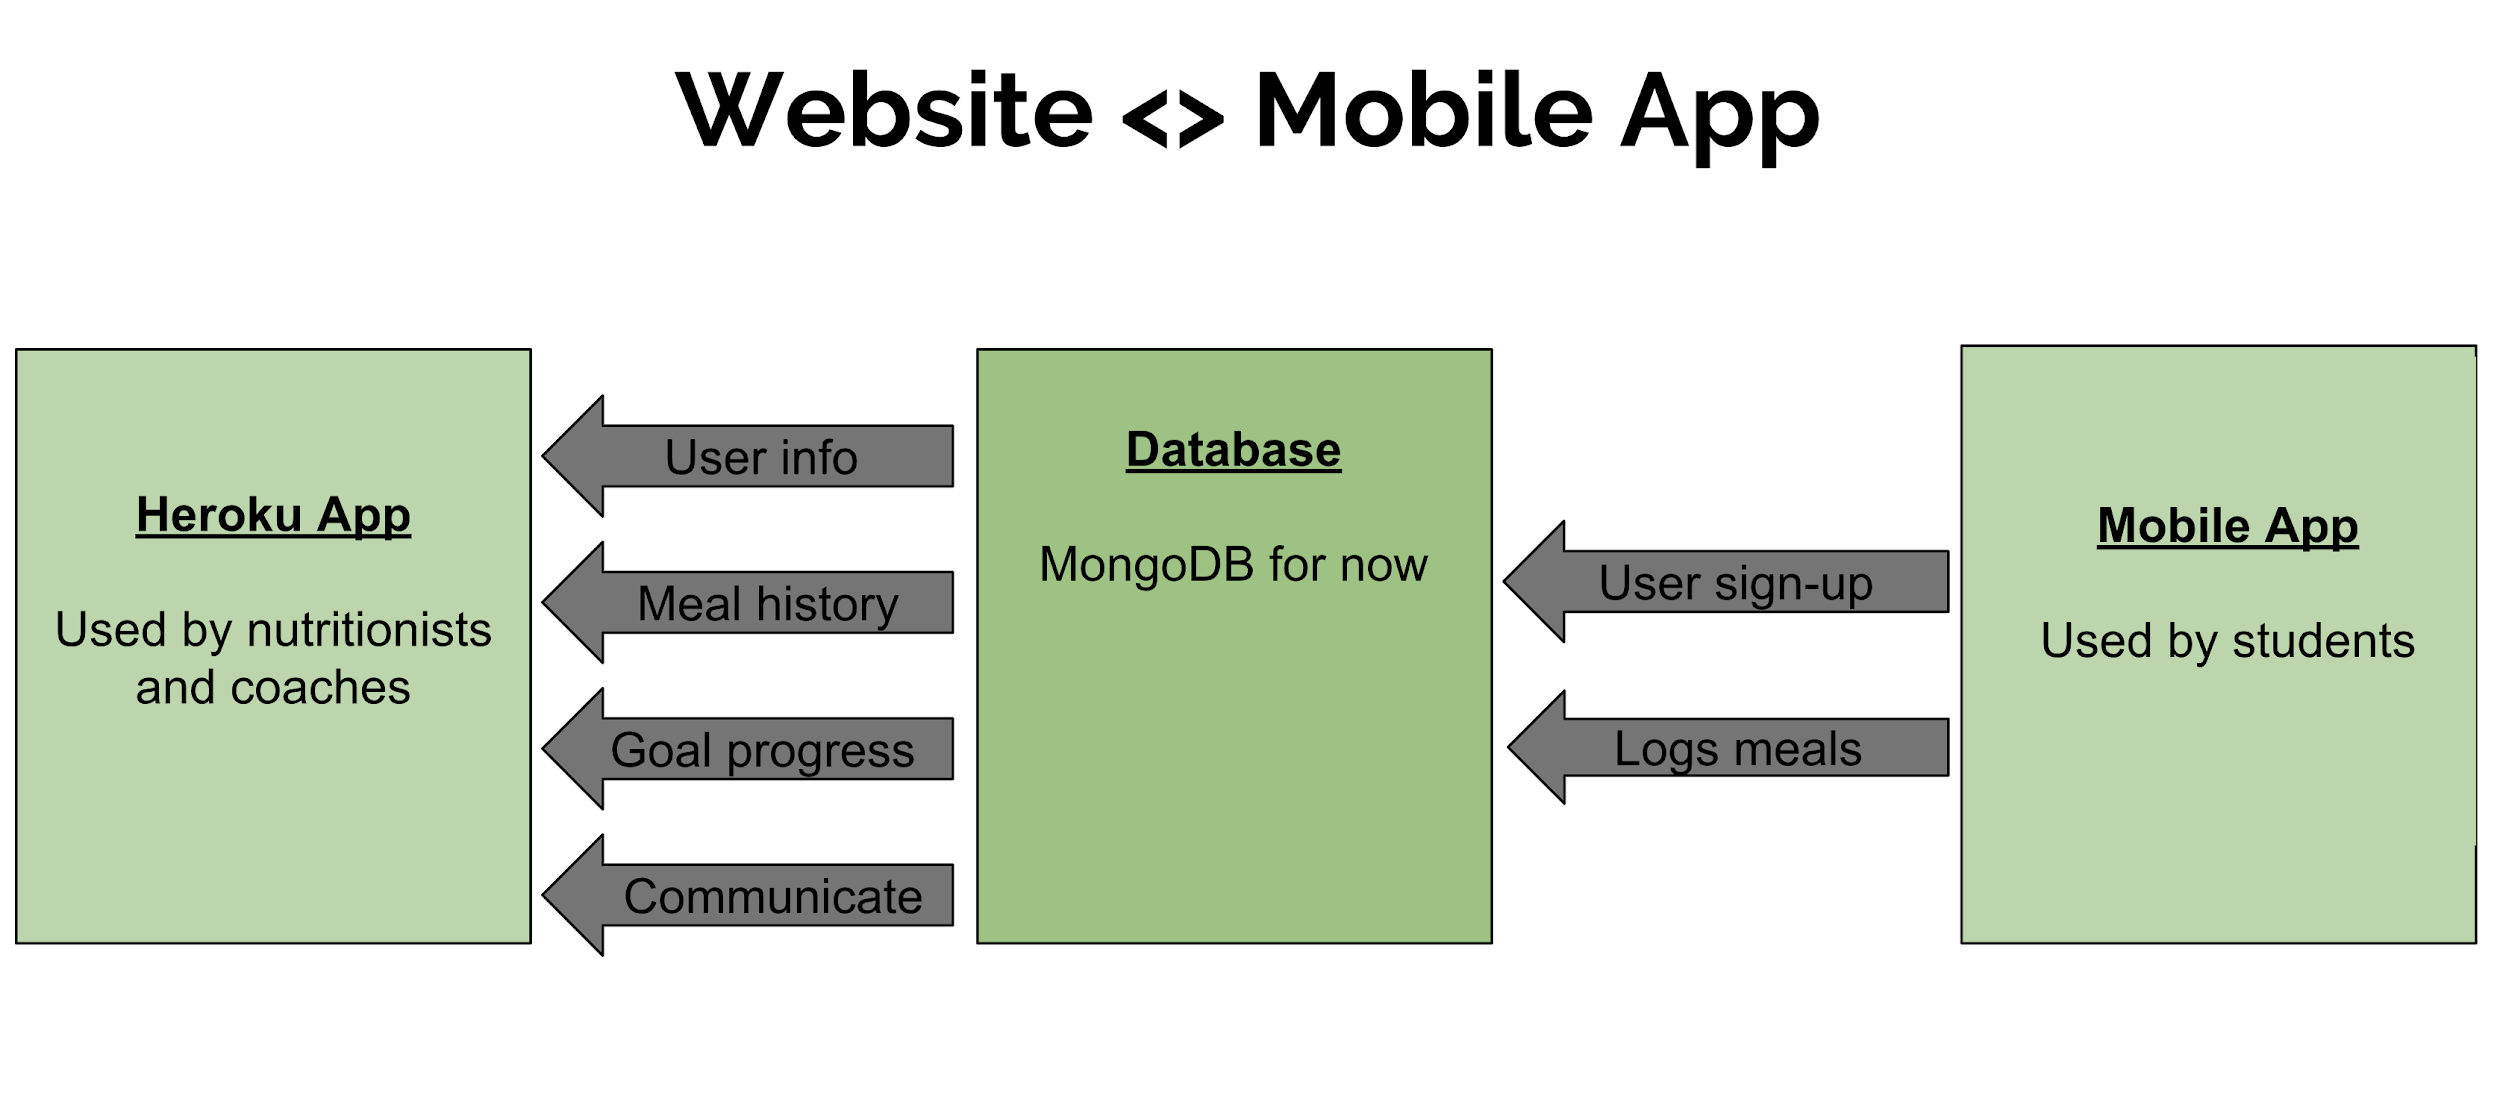 Website <> Mobile App
Heroku App
Used by nutritionists
and coaches
User info
Meal history
Goal progress
Communicate
Database
MongoDB for now
User sign-up
Logs meals
Mobile App
Used by students